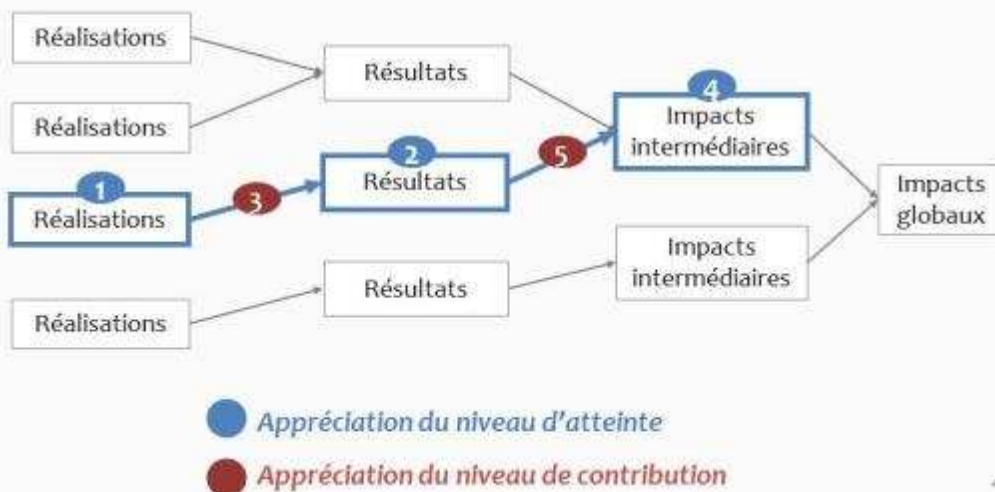 Réalisations
Réalisations
1
Réalisations
Réalisations
3
Résultats
2
Résultats
Résultats
5
4
Impacts
intermédiaires
Impacts
intermédiaires
Impacts
globaux
Appréciation du niveau d'atteinte
Appréciation du niveau de contribution